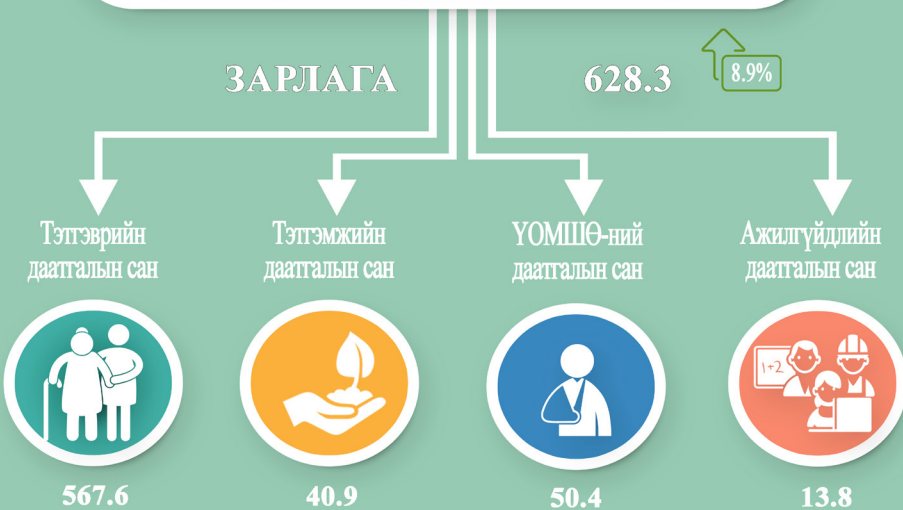 ЗАРЛАГА 628.3 8.9%
Тэтгэврийн
даатгалын сан
Тэтгэмжийн
даатгалын сан
ҮОМШӨ-ний
даатгалын сан
Ажилгүйдлийн
даатгалын сан
1+2
567.6 40.9 50.4 13.8